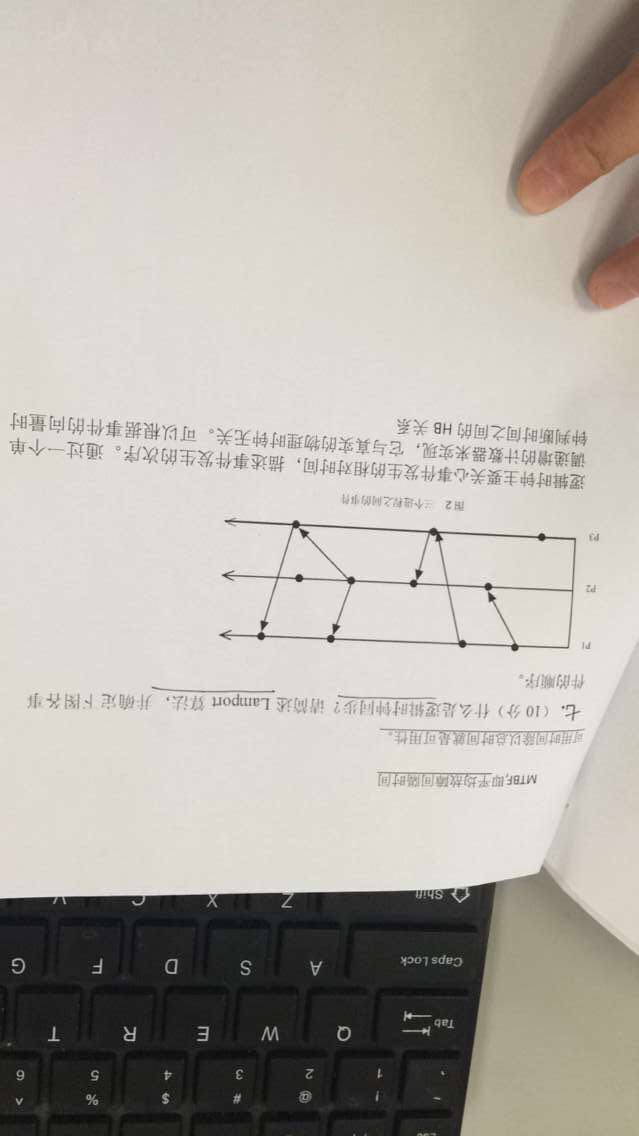 ~ ! @ # $ % ^
` 1 2 3 4 5 6
Tab Q W E R T
Caps Lock A S D F G
Shift Z X C V
MTBF,即平均故障间隔时间
可用时间除以总时间就是可用性。
七.（10 分）什么是逻辑时钟同步？请简述 Lamport 算法，并确定下图各事
件的顺序。
P1
P2
P3
图 2 三个进程之间的事件
逻辑时钟主要关心事件发生的相对时间，描述事件发生的次序。通过一个单
调递增的计数器来实现，它与真实的物理时钟无关。可以根据事件的向量时
钟判断时间之间的 HB 关系